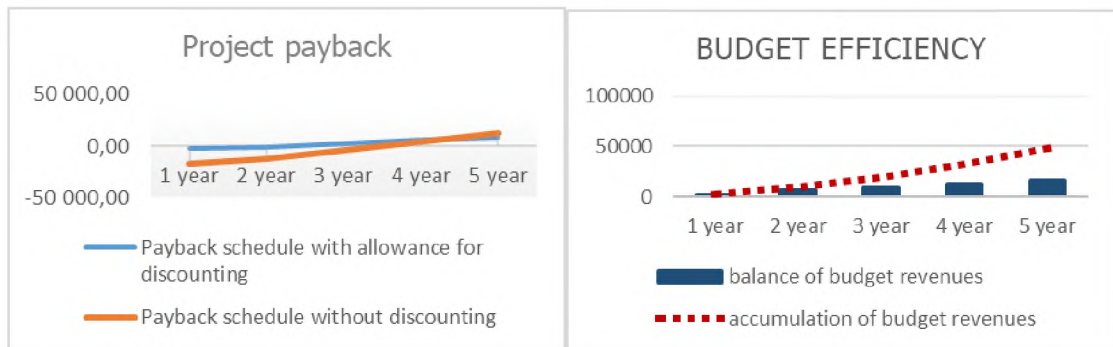 Project payback
50 000,00
0,00
-50 000,00
1 year 2 year 3 year 4 year 5 year
Payback schedule with allowance for
discounting
Payback schedule without discounting
BUDGET EFFICIENCY
100000
50000
0
1 year 2 year 3 year 4 year 5 year
balance of budget revenues
accumulation of budget revenues